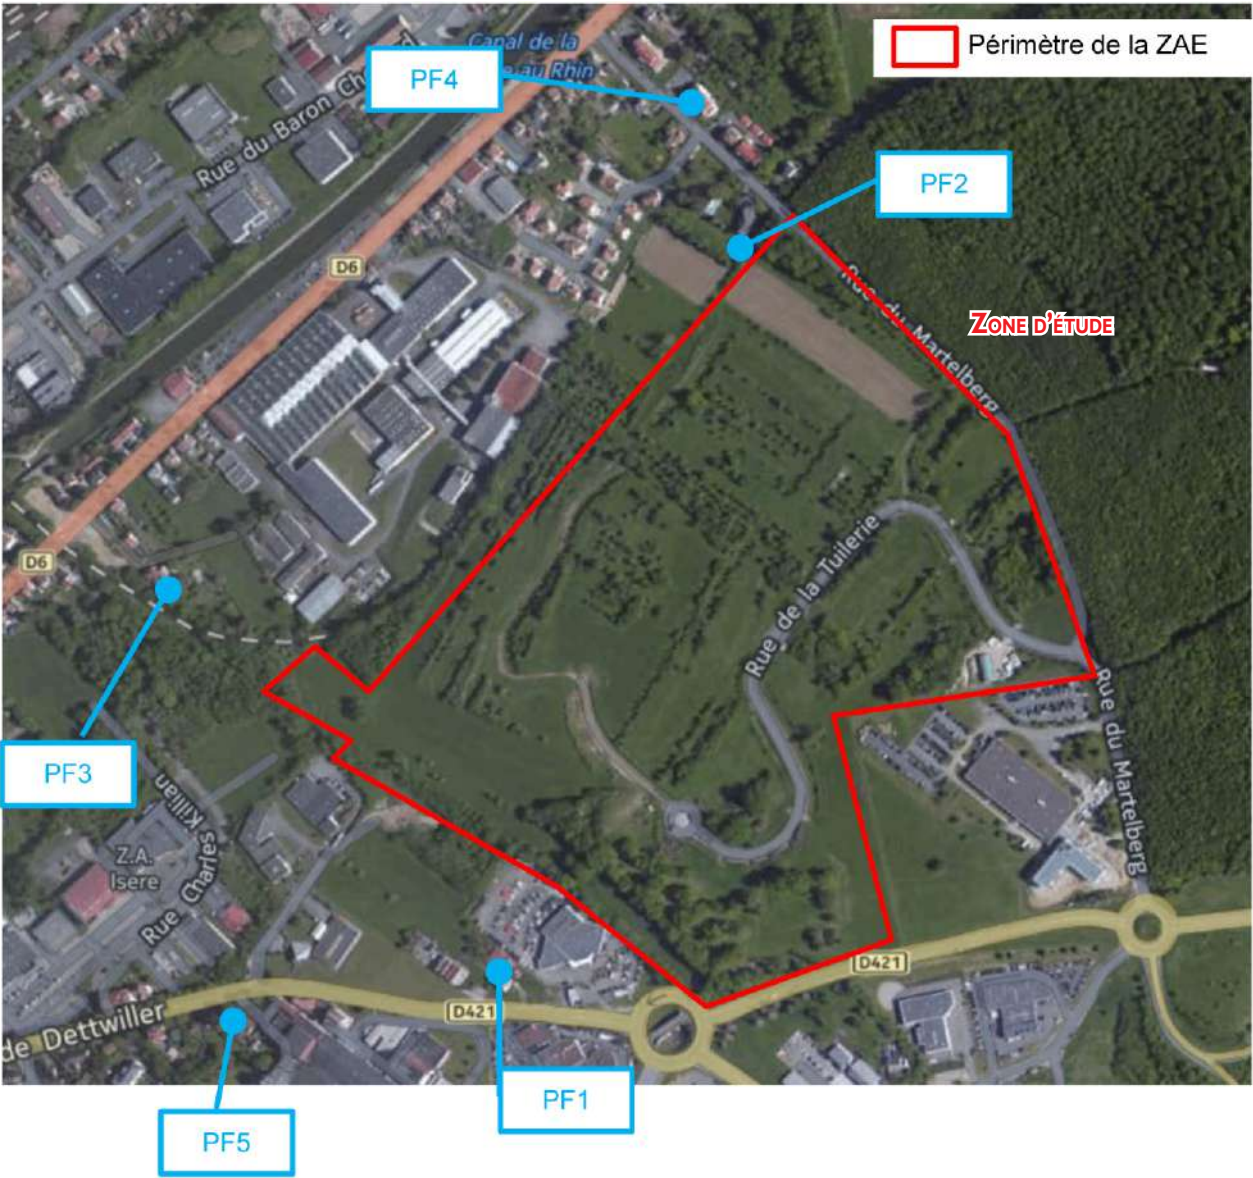 Périmètre de la ZAE
Canal de la
au Rhin
PF4
Rue du Baron
PF2
D6
Rue du Martelberg
ZONE D'ÉTUDE
Rue de la Tuilerie
D6
PF3
Rue du Martelberg
Z.A.
Isere
Rue Charles Killian
D421
D421
de Dettwiller
PF1
PF5